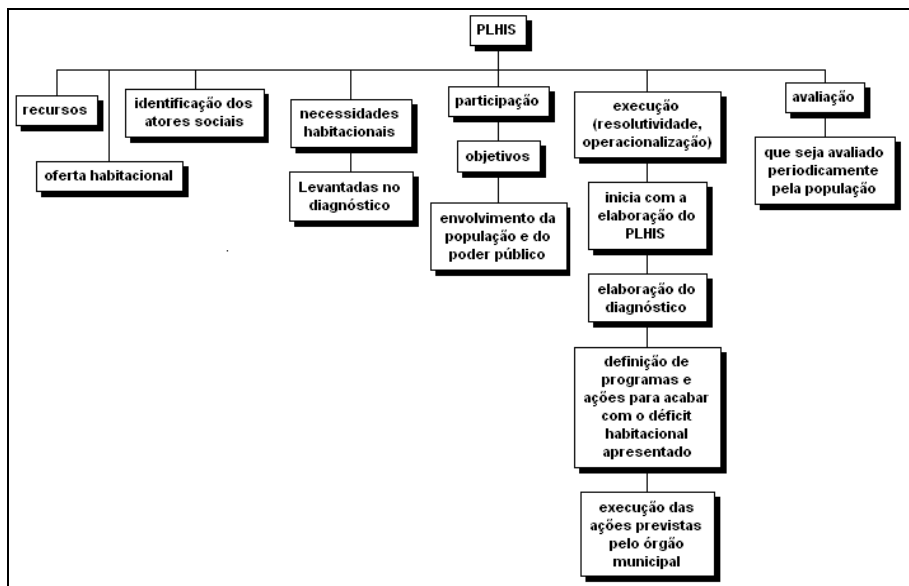 PLHIS
recursos
oferta habitacional
identificação dos
atores sociais
necessidades
habitacionais
Levantadas no
diagnóstico
participação
objetivos
envolvimento da
população e do
poder público
execução
(resolutividade,
operacionalização)
inicia com a
elaboração do
PLHIS
elaboração do
diagnóstico
definição de
programas e
ações para acabar
com o déficit
habitacional
apresentado
execução das
ações previstas
pelo órgão
municipal
avaliação
que seja avaliado
periodicamente
pela população